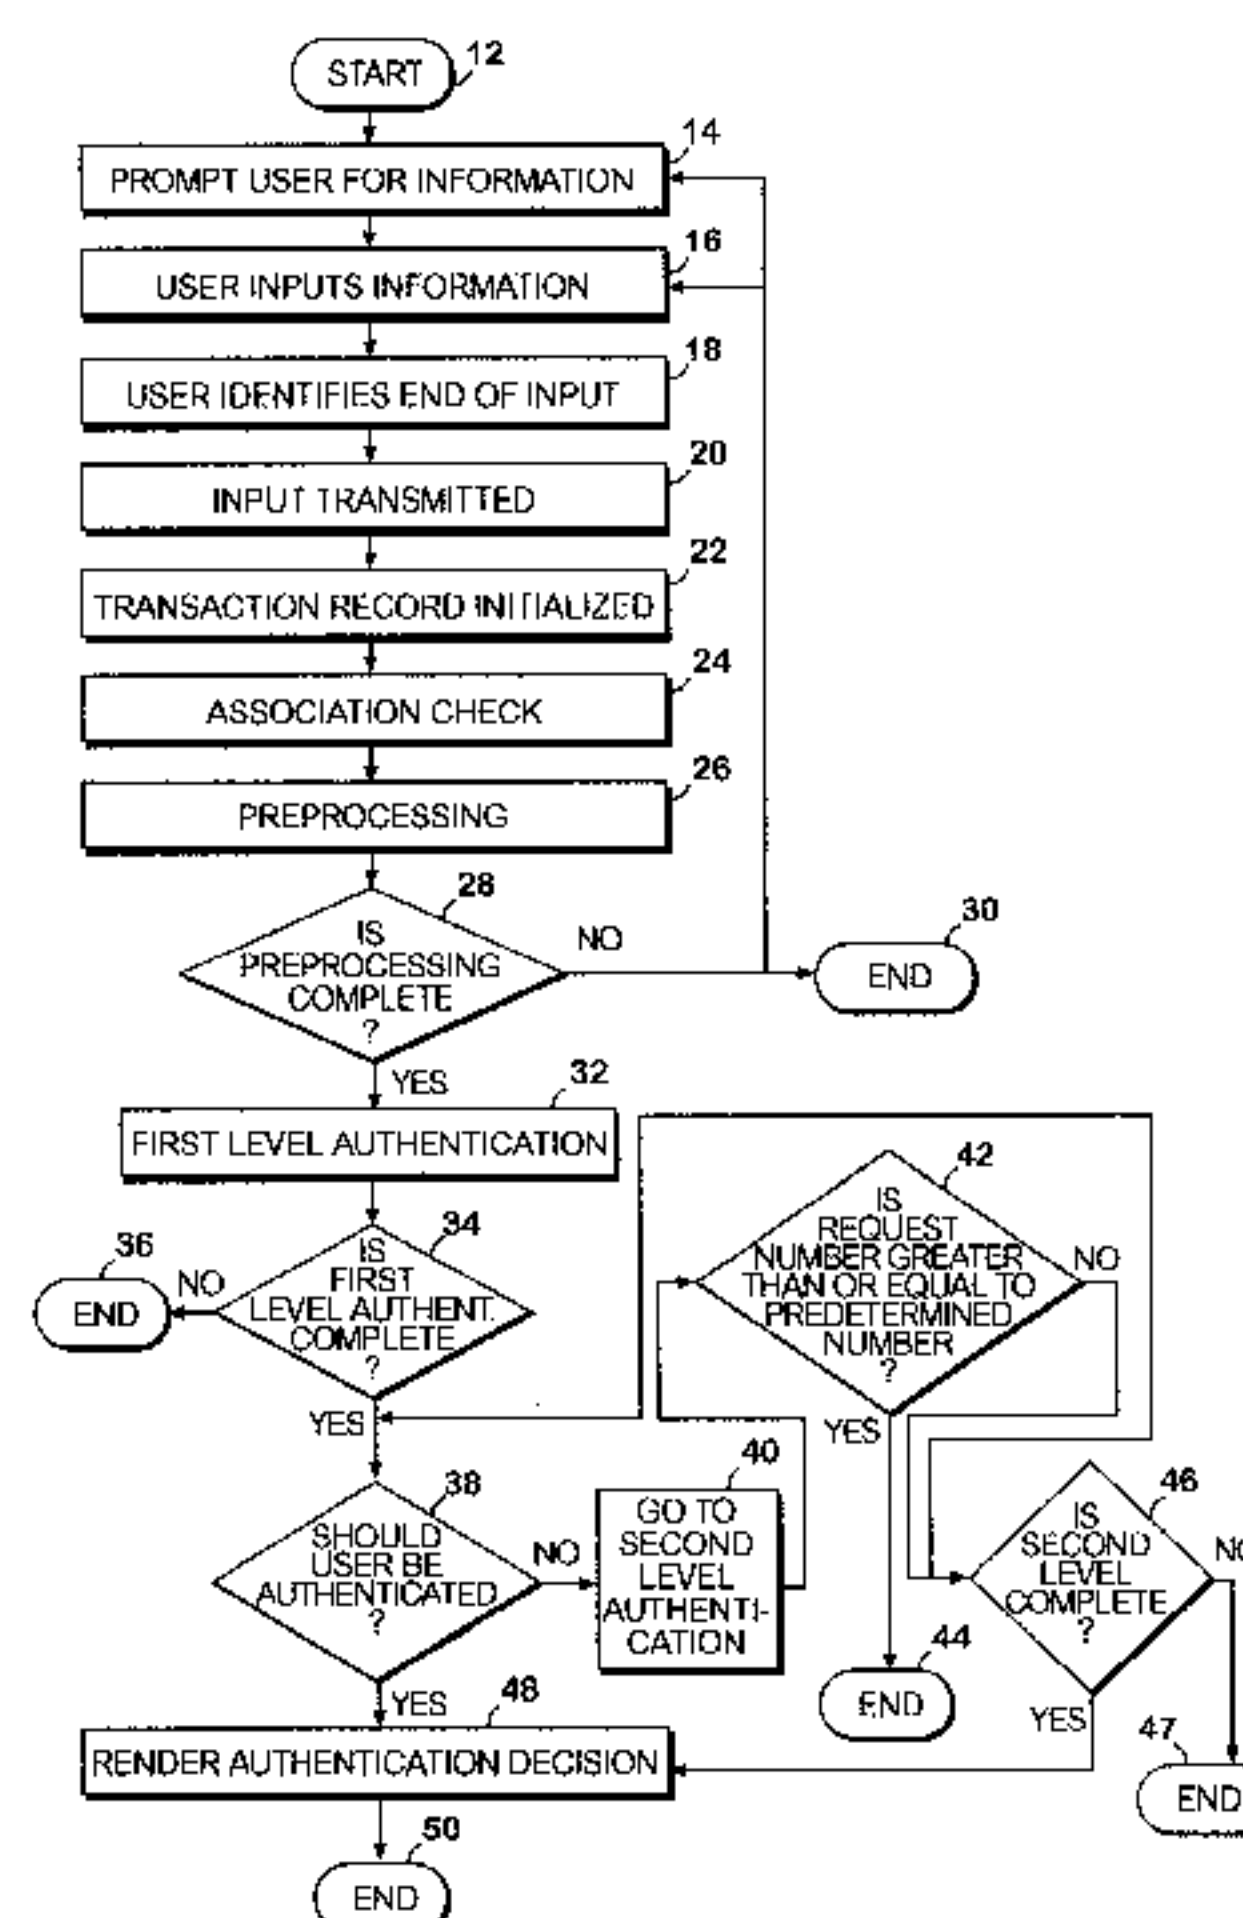 START
12
14
PROMPT USER FOR INFORMATION
16
USER INPUTS INFORMATION
18
USER IDENTIFIES END OF INPUT
20
INPUT TRANSMITTED
22
TRANSACTION RECORD INITIALIZED
24
ASSOCIATION CHECK
26
PREPROCESSING
28
IS
PREPROCESSING
COMPLETE
?
NO
30
END
YES
32
FIRST LEVEL AUTHENTICATION
34
IS
FIRST
LEVEL AUTHENT.
COMPLETE
?
NO
36
END
YES
42
IS
REQUEST
NUMBER GREATER
THAN OR EQUAL TO
PREDETERMINED
NUMBER
?
NO
YES
38
SHOULD
USER BE
AUTHENTICATED
?
NO
40
GO TO
SECOND
LEVEL
AUTHENTI-
CATION
44
END
46
IS
SECOND
LEVEL
COMPLETE
?
NO
YES
47
END
YES
48
RENDER AUTHENTICATION DECISION
50
END